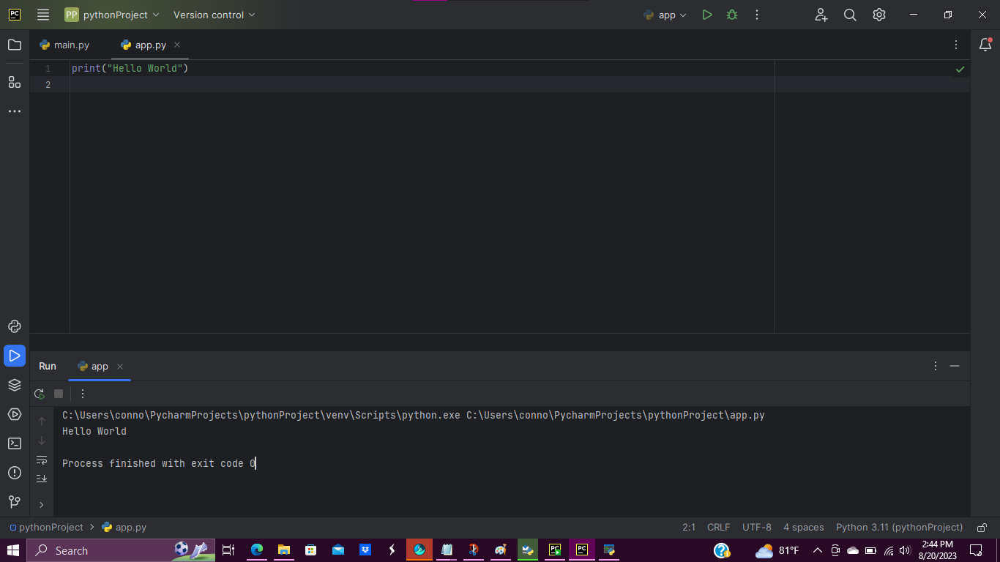 PC PP pythonProject Version control app
main.py app.py
1 print("Hello World")
2
Run app
C:\Users\conno\PycharmProjects\pythonProject\venv\Scripts\python.exe C:\Users\conno\PycharmProjects\pythonProject\app.py
Hello World
Process finished with exit code 0
pythonProject > app.py 2:1 CRLF UTF-8 4 spaces Python 3.11 (pythonProject)
Search PC PC 81°F 2:44 PM
8/20/2023